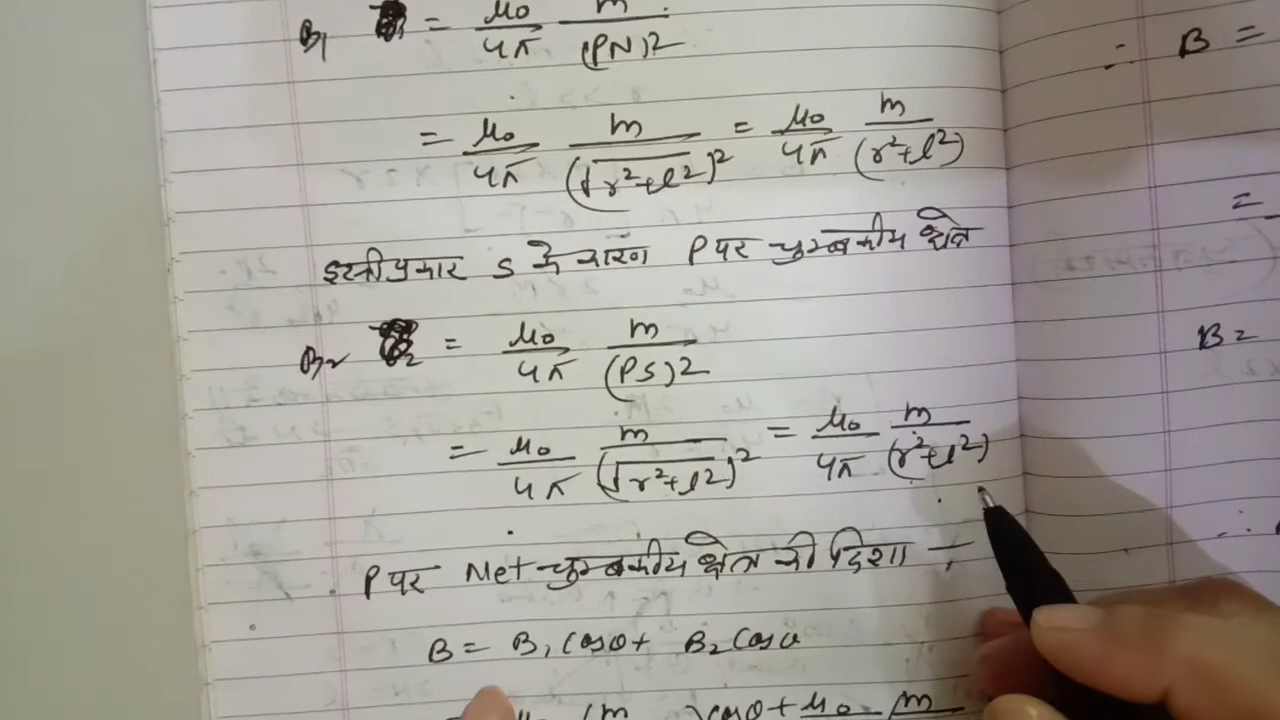 B₁ = μ₀/4π m/(PN)²
= μ₀/4π m/(√r²+l²)² = μ₀/4π m/(r²+l²)
इसी प्रकार S के कारण P पर चुम्बकीय क्षेत्र
B₂ = μ₀/4π m/(PS)²
= μ₀/4π m/(√r²+l²)² = μ₀/4π m/(r²+l²)
P पर Net चुम्बकीय क्षेत्र की दिशा –
B = B₁ Cosθ + B₂ Cosθ
m cosθ + μ₀ m
∴ B =
=
B =
∴